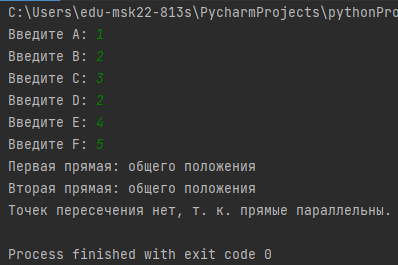 C:\Users\edu-msk22-813s\PycharmProjects\pythonPro
Введите A: 1
Введите B: 2
Введите C: 3
Введите D: 2
Введите E: 4
Введите F: 5
Первая прямая: общего положения
Вторая прямая: общего положения
Точек пересечения нет, т. к. прямые параллельны.
Process finished with exit code 0